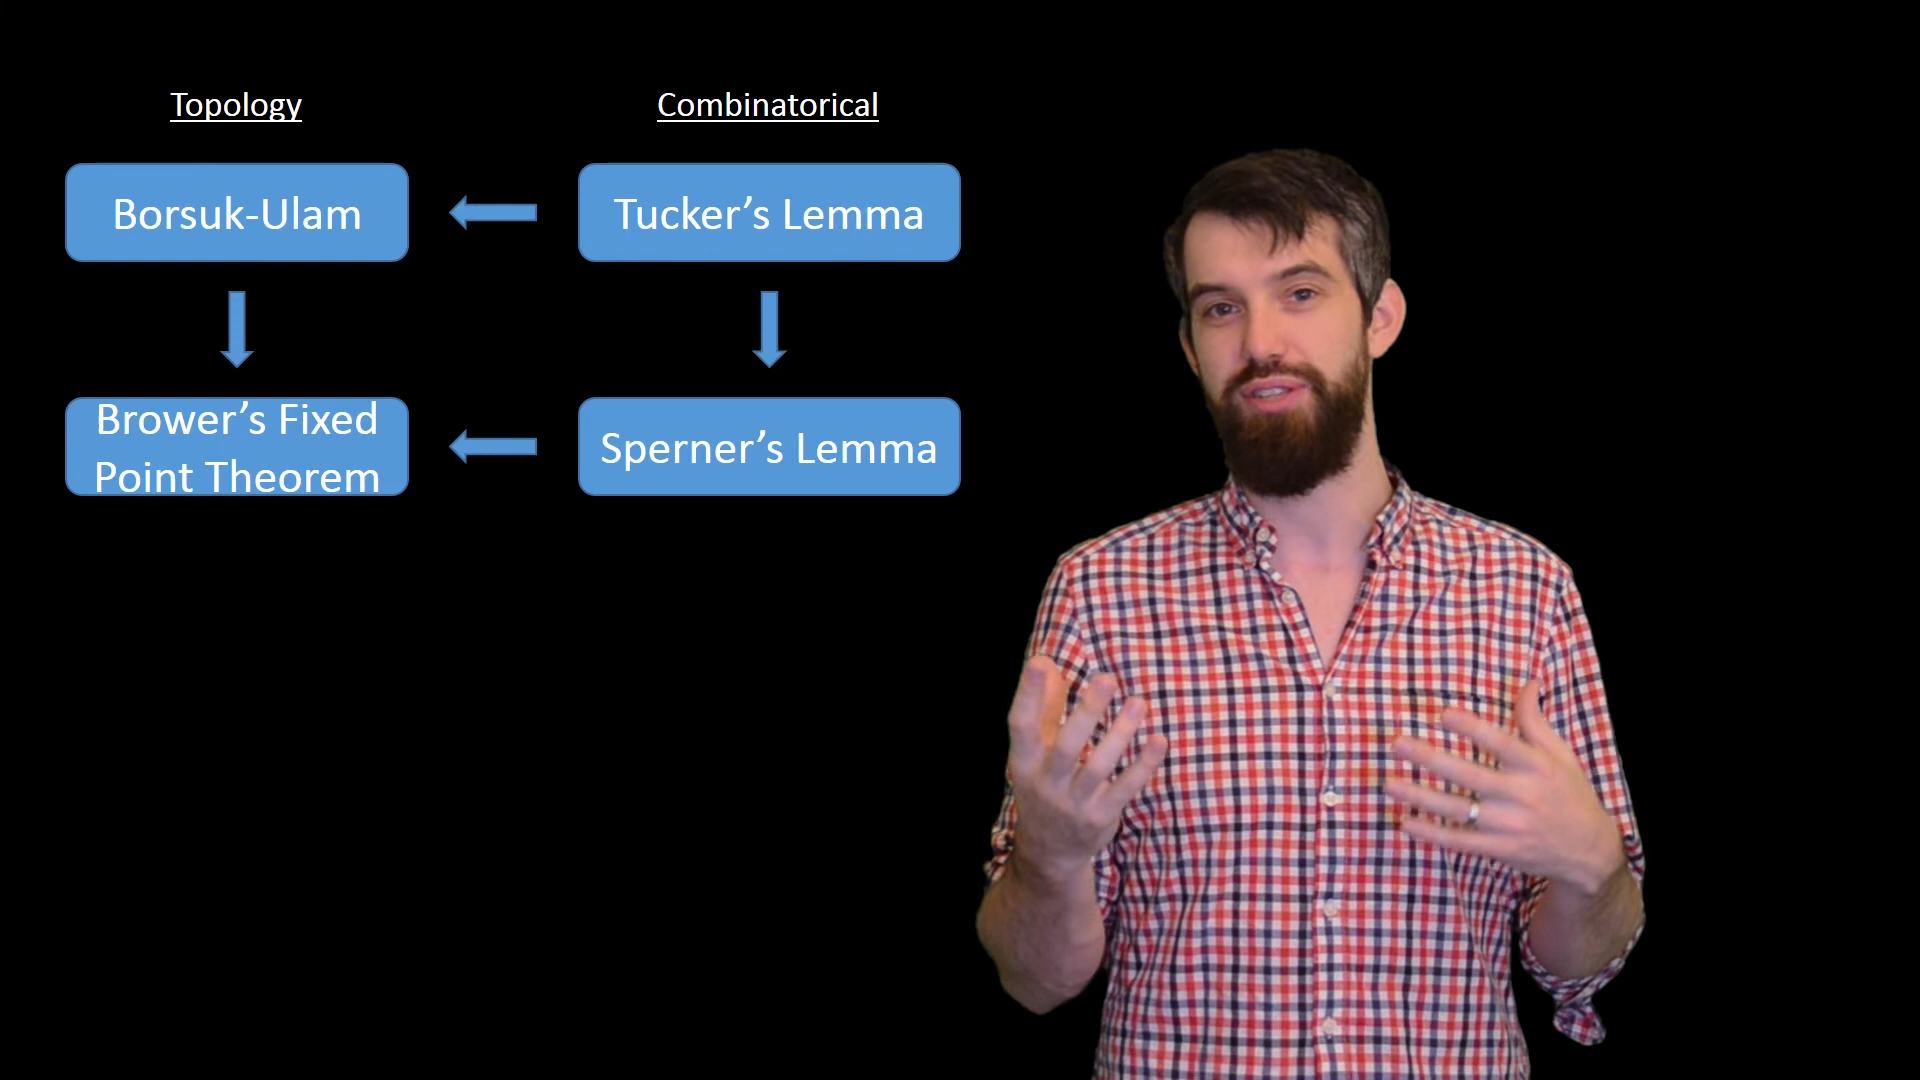 Topology
Combinatorical
Borsuk-Ulam
Tucker’s Lemma
Brower’s Fixed
Point Theorem
Sperner’s Lemma